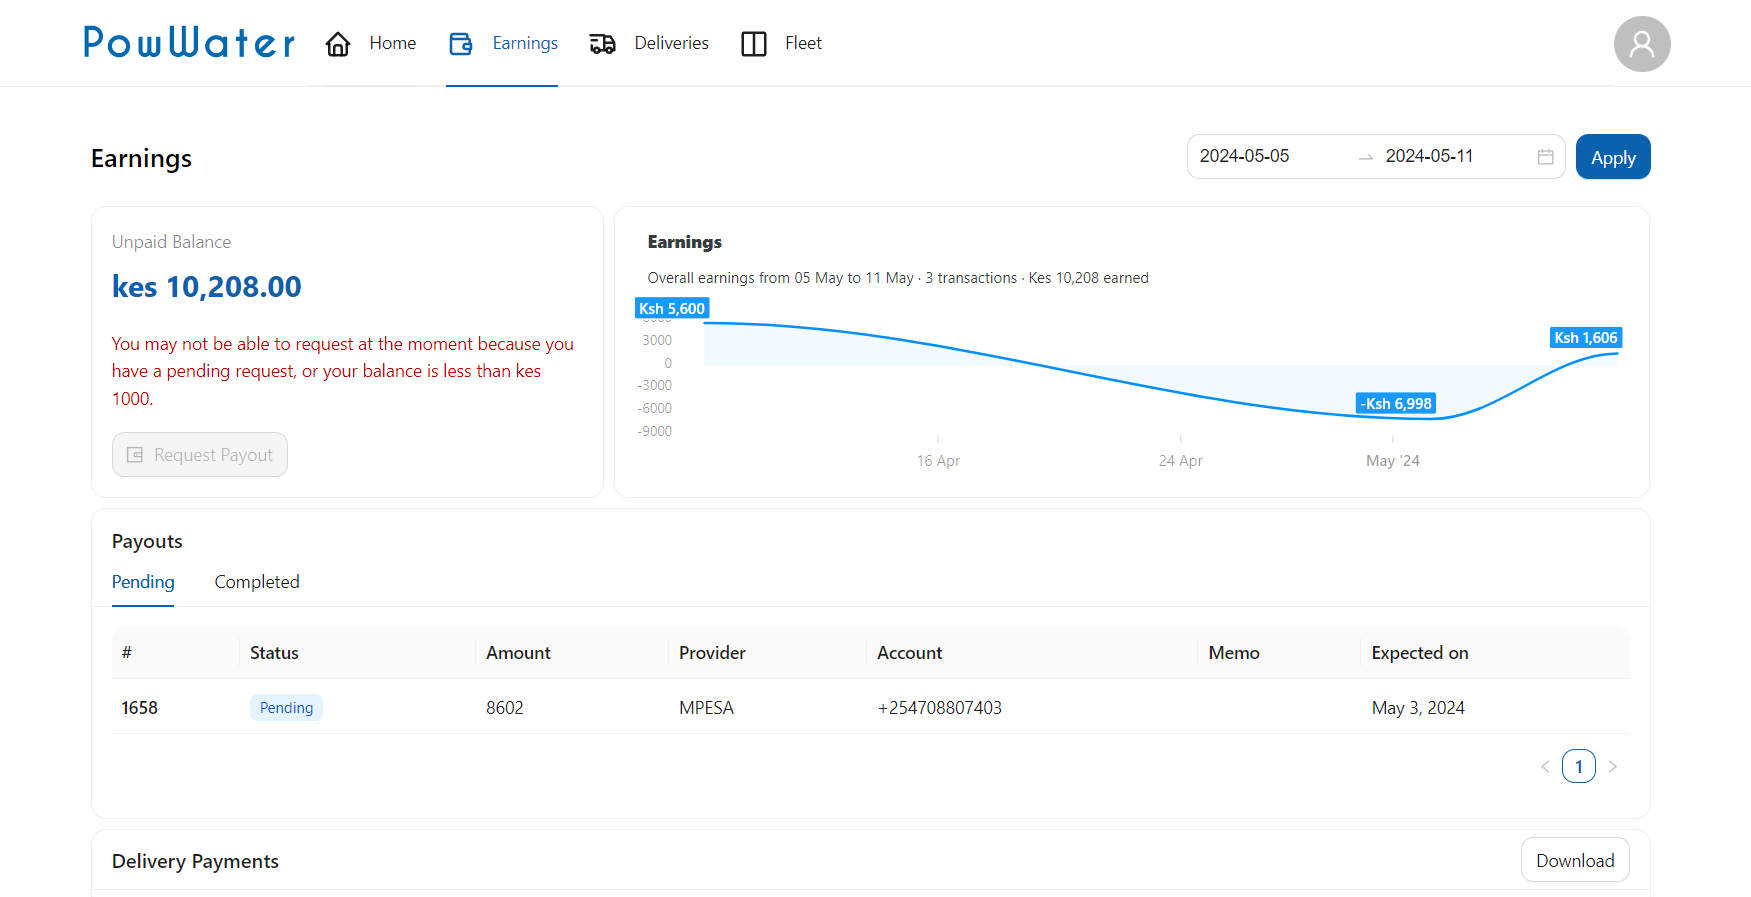 PowWater
Home
Earnings
Deliveries
Fleet
Earnings
2024-05-05
2024-05-11
Apply
Unpaid Balance
kes 10,208.00
You may not be able to request at the moment because you
have a pending request, or your balance is less than kes
1000.
Request Payout
Earnings
Overall earnings from 05 May to 11 May · 3 transactions · Kes 10,208 earned
Ksh 5,600
3000
0
-3000
-6000
-9000
Ksh 1,606
-Ksh 6,998
16 Apr
24 Apr
May '24
Payouts
Pending
Completed
# Status Amount Provider Account Memo Expected on
1658 Pending 8602 MPESA +254708807403 May 3, 2024
< 1 >
Delivery Payments
Download